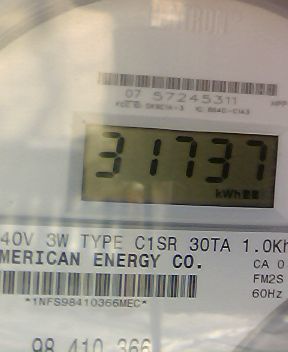 07 57245311
31737
kWh
40V 3W TYPE C1SR 30TA 1.0Kh
MERICAN ENERGY CO.
CA 0
FM2S
60Hz
*1NFS98410366MEC*
98 410 366